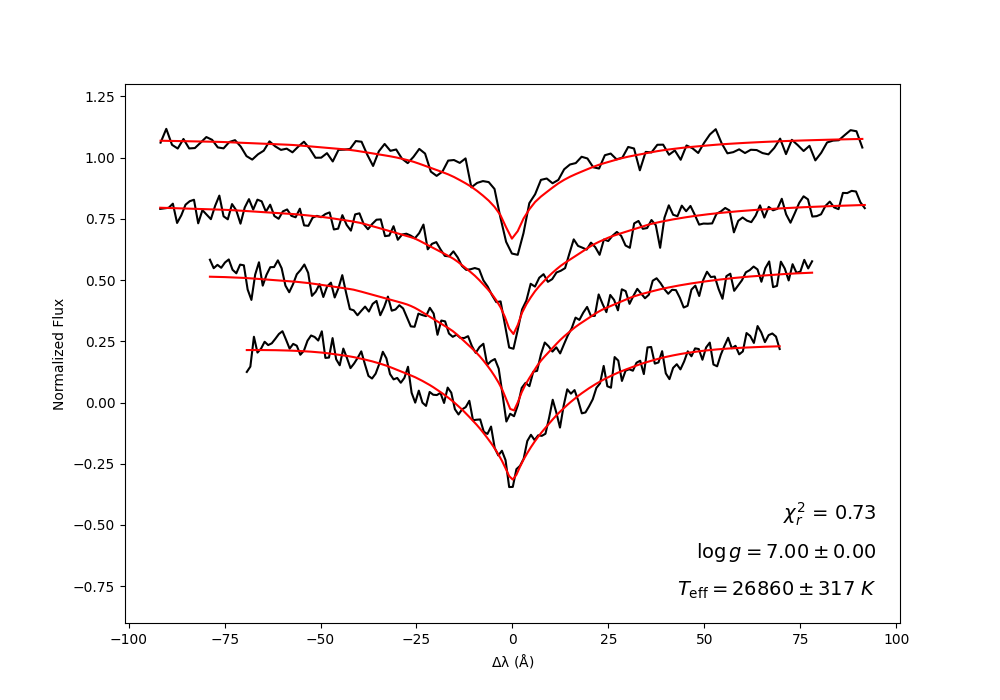 1.25
1.00
0.75
0.50
0.25
0.00
−0.25
−0.50
−0.75
Normalized Flux
χ²ᵣ = 0.73
log g = 7.00 ± 0.00
T_eff = 26860 ± 317 K
−100 −75 −50 −25 0 25 50 75 100
Δλ (Å)